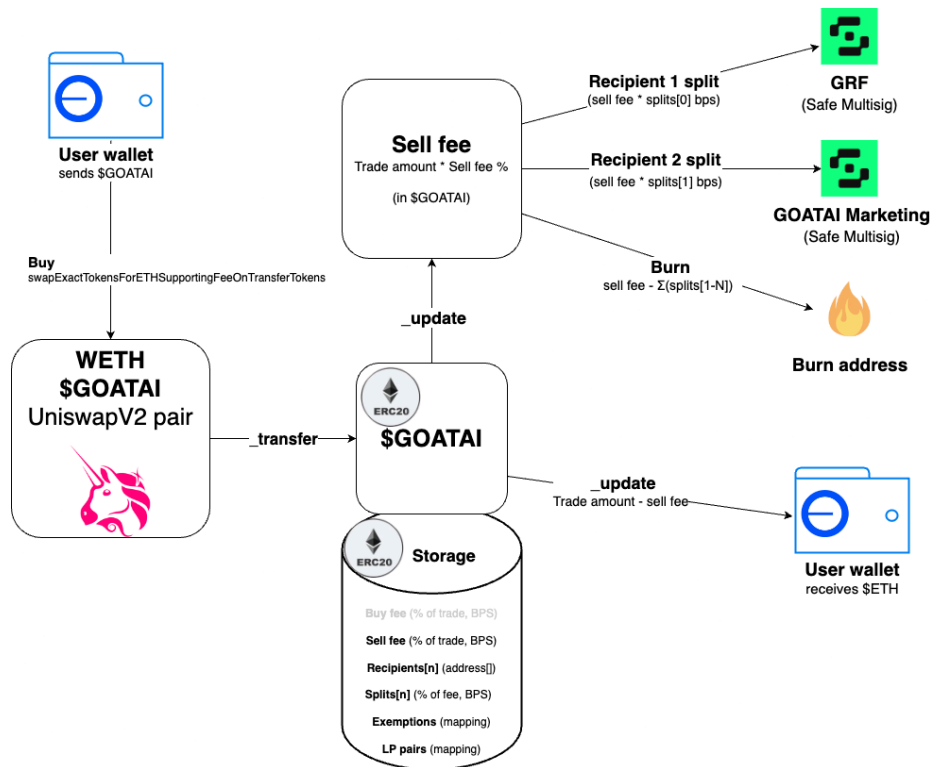 User wallet
sends $GOATAI
Buy
swapExactTokensForETHSupportingFeeOnTransferTokens
WETH
$GOATAI
UniswapV2 pair
_transfer
ERC20
$GOATAI
_update
Sell fee
Trade amount * Sell fee %
(in $GOATAI)
Recipient 1 split
(sell fee * splits[0] bps)
GRF
(Safe Multisig)
Recipient 2 split
(sell fee * splits[1] bps)
GOATAI Marketing
(Safe Multisig)
Burn
sell fee - Σ(splits[1-N])
Burn address
_update
Trade amount - sell fee
User wallet
receives $ETH
ERC20
Storage
Buy fee (% of trade, BPS)
Sell fee (% of trade, BPS)
Recipients[n] (address[])
Splits[n] (% of fee, BPS)
Exemptions (mapping)
LP pairs (mapping)